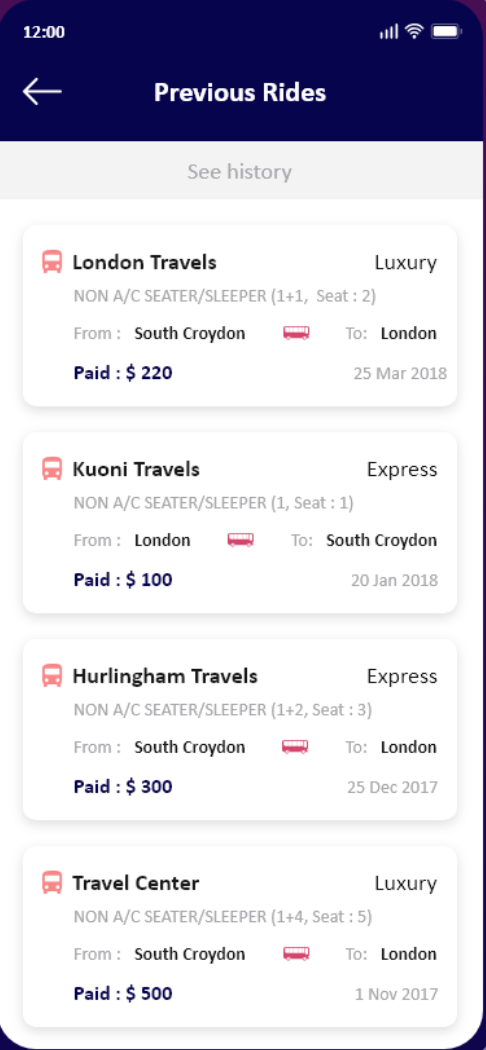 12:00
Previous Rides
See history
London Travels Luxury
NON A/C SEATER/SLEEPER (1+1, Seat : 2)
From : South Croydon To: London
Paid : $ 220 25 Mar 2018
Kuoni Travels Express
NON A/C SEATER/SLEEPER (1, Seat : 1)
From : London To: South Croydon
Paid : $ 100 20 Jan 2018
Hurlingham Travels Express
NON A/C SEATER/SLEEPER (1+2, Seat : 3)
From : South Croydon To: London
Paid : $ 300 25 Dec 2017
Travel Center Luxury
NON A/C SEATER/SLEEPER (1+4, Seat : 5)
From : South Croydon To: London
Paid : $ 500 1 Nov 2017